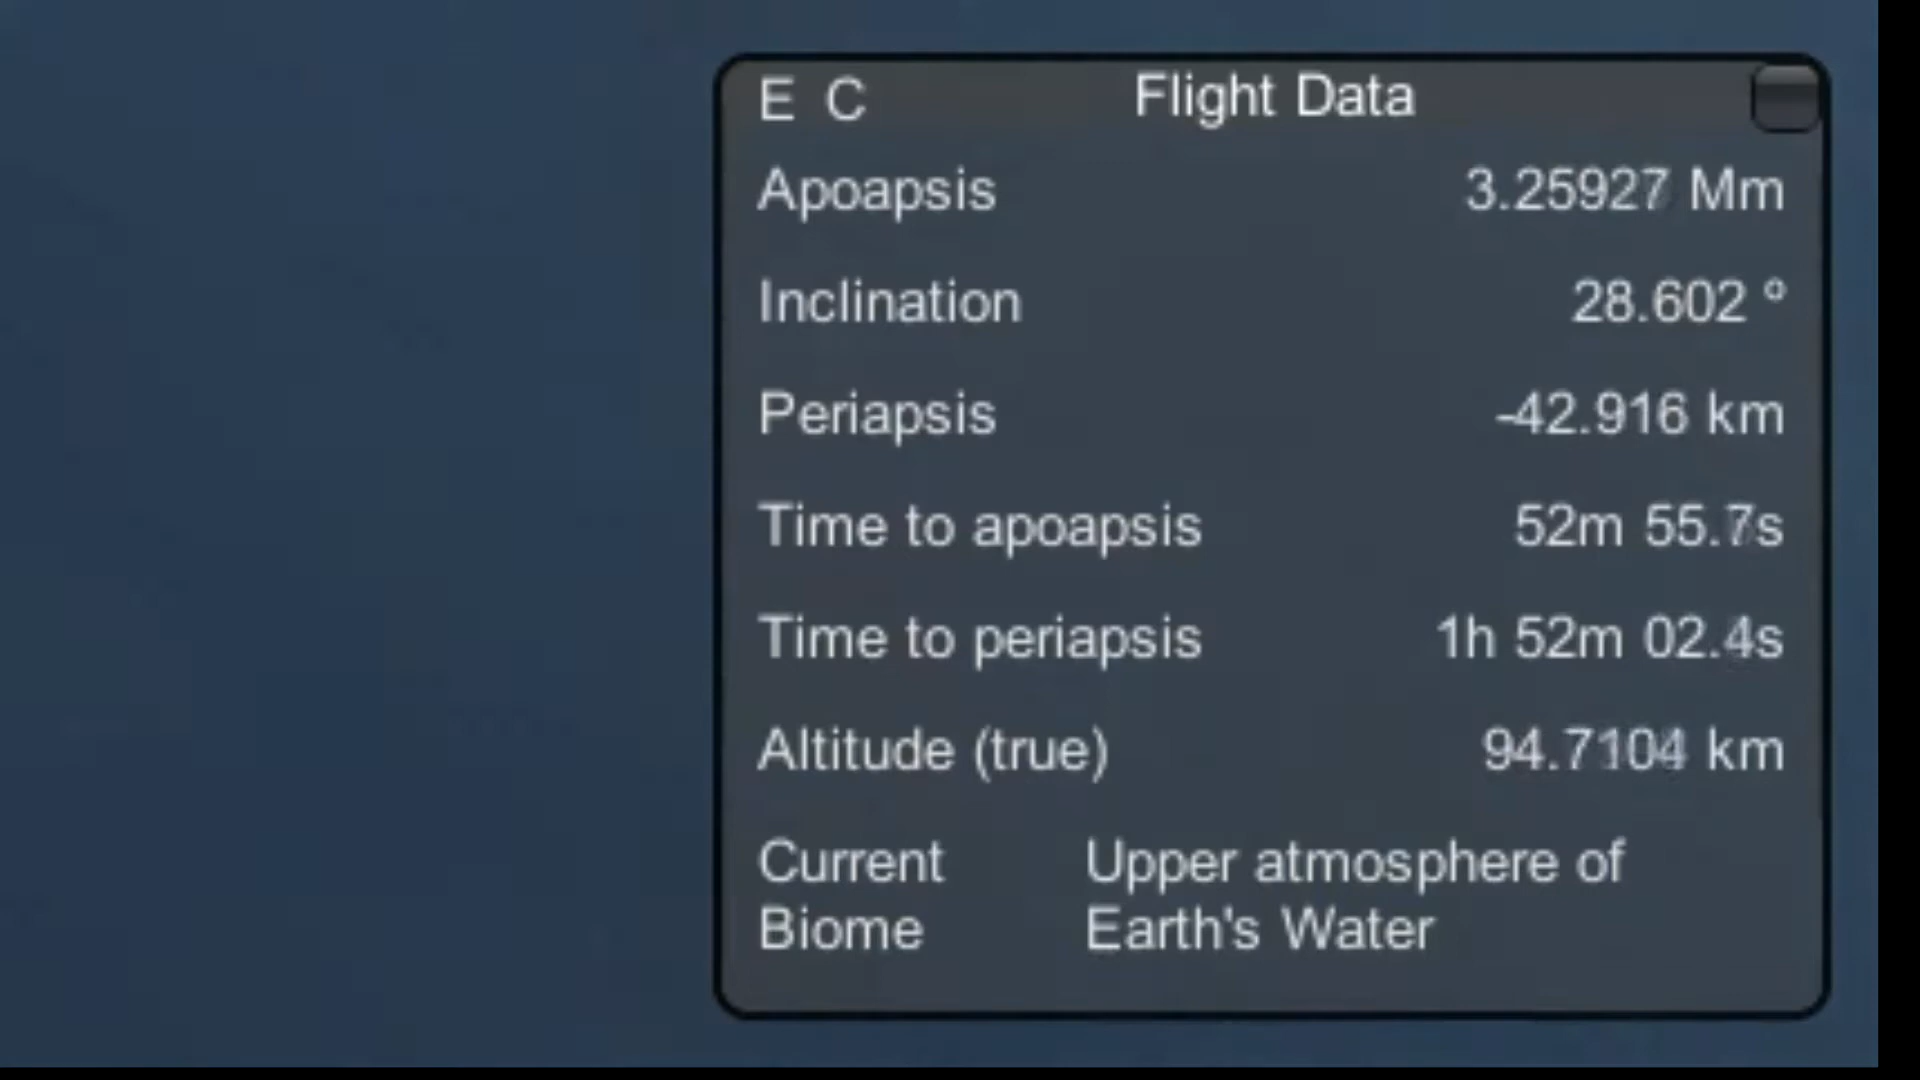 E C Flight Data
Apoapsis 3.25927 Mm
Inclination 28.602 º
Periapsis -42.916 km
Time to apoapsis 52m 55.7s
Time to periapsis 1h 52m 02.4s
Altitude (true) 94.7104 km
Current Upper atmosphere of
Biome Earth's Water